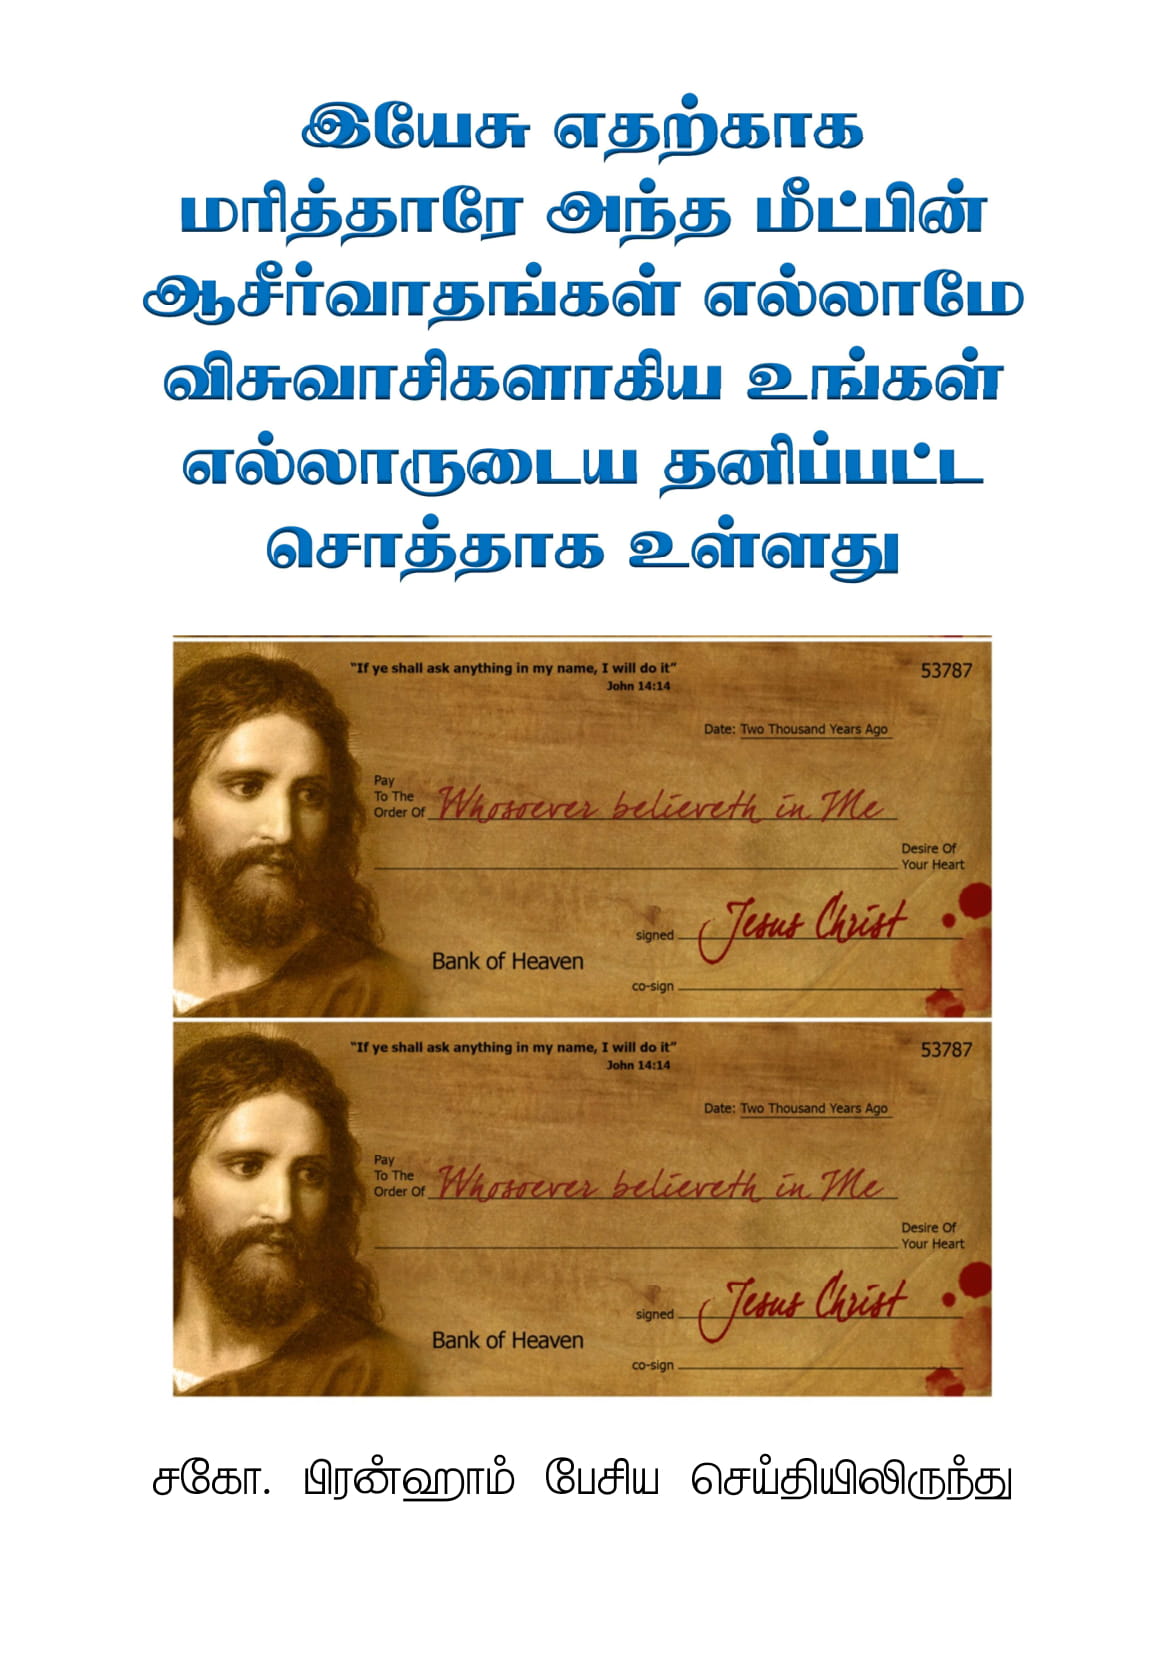 இயேசு எதற்காக
மரித்தாரே அந்த மீட்பின்
ஆசீர்வாதங்கள் எல்லாமே
விசுவாசிகளாகிய உங்கள்
எல்லாருடைய தனிப்பட்ட
சொத்தாக உள்ளது
"If ye shall ask anything in my name, I will do it"
John 14:14
53787
Date: Two Thousand Years Ago
Pay
To The
Order Of Whosoever believeth in Me
Desire Of
Your Heart
signed Jesus Christ
Bank of Heaven
co-sign
"If ye shall ask anything in my name, I will do it"
John 14:14
53787
Date: Two Thousand Years Ago
Pay
To The
Order Of Whosoever believeth in Me
Desire Of
Your Heart
signed Jesus Christ
Bank of Heaven
co-sign
சகோ. பிரன்ஹாம் பேசிய செய்தியிலிருந்து